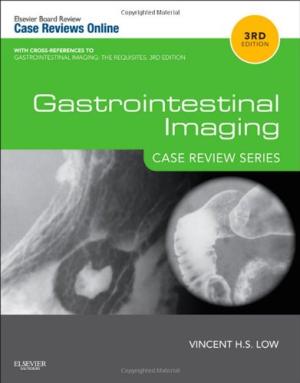 Elsevier Board Review
Case Reviews Online
WITH CROSS-REFERENCES TO
GASTROINTESTINAL IMAGING: THE REQUISITES, 3RD EDITION
3RD
EDITION
Gastrointestinal
Imaging
CASE REVIEW SERIES
VINCENT H.S. LOW
ELSEVIER
SAUNDERS